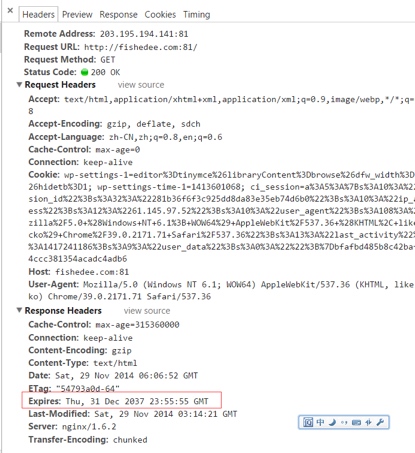 Headers Preview Response Cookies Timing
Remote Address: 203.195.194.141:81
Request URL: http://fishedee.com:81/
Request Method: GET
Status Code: 200 OK
Request Headers view source
Accept: text/html,application/xhtml+xml,application/xml;q=0.9,image/webp,*/*;q=
8
Accept-Encoding: gzip, deflate, sdch
Accept-Language: zh-CN,zh;q=0.8,en;q=0.6
Cache-Control: max-age=0
Connection: keep-alive
Cookie: wp-settings-1=editor%3Dtinymce%26libraryContent%3Dbrowse%26dfw_width%3D
26hidetb%3D1; wp-settings-time-1=1413601068; ci_session=a%3A5%3A%7Bs%3A10%3A%22
sion_id%22%3Bs%3A32%3A%22281b36f6f3c925dd8da83e35eb74d6b0%22%3Bs%3A10%3A%22ip_a
ess%22%3Bs%3A12%3A%2261.145.97.52%22%3Bs%3A10%3A%22user_agent%22%3Bs%3A108%3A%2
zilla%2F5.0+%28Windows+NT+6.1%3B+WOW64%29+AppleWebKit%2F537.36+%28KHTML%2C+like
cko%29+Chrome%2F39.0.2171.71+Safari%2F537.36%22%3Bs%3A13%3A%22last_activity%22%
%3A1417241186%3Bs%3A9%3A%22user_data%22%3Bs%3A0%3A%22%22%3B%7Dbfafbd485b8c42ba
4ccc381354acadc4adb6
Host: fishedee.com:81
User-Agent: Mozilla/5.0 (Windows NT 6.1; WOW64) AppleWebKit/537.36 (KHTML, like
ko) Chrome/39.0.2171.71 Safari/537.36
Response Headers view source
Cache-Control: max-age=315360000
Connection: keep-alive
Content-Encoding: gzip
Content-Type: text/html
Date: Sat, 29 Nov 2014 06:06:52 GMT
ETag: "54793a0d-64"
Expires: Thu, 31 Dec 2037 23:55:55 GMT
Last-Modified: Sat, 29 Nov 2014 03:14:21 GMT
Server: nginx/1.6.2
Transfer-Encoding: chunked
中